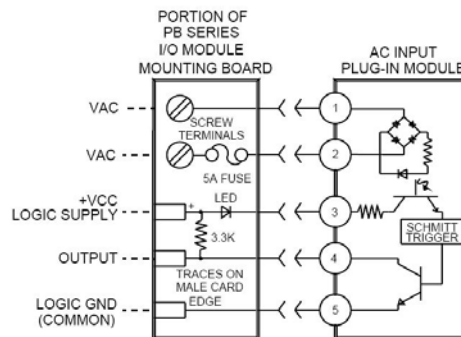 PORTION OF
PB SERIES
I/O MODULE
MOUNTING BOARD
AC INPUT
PLUG-IN MODULE
VAC
SCREW
TERMINALS
1
VAC
5A FUSE
2
+VCC
LOGIC SUPPLY
+
LED
3
3.3K
SCHMITT
TRIGGER
OUTPUT
4
TRACES ON
MALE CARD
EDGE
LOGIC GND
(COMMON)
5